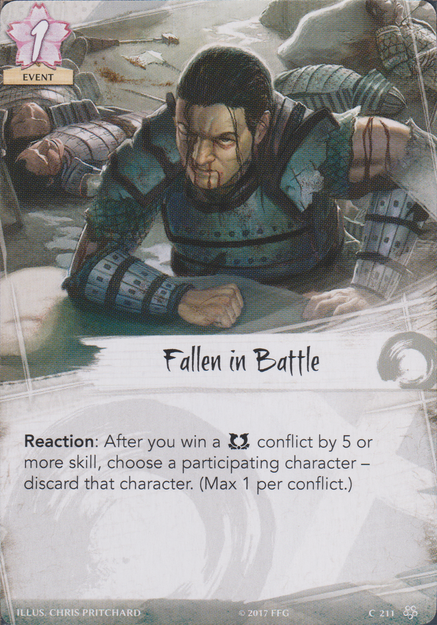 1
EVENT
Fallen in Battle
Reaction: After you win a conflict by 5 or
more skill, choose a participating character –
discard that character. (Max 1 per conflict.)
ILLUS. CHRIS PRITCHARD © 2017 FFG C 211